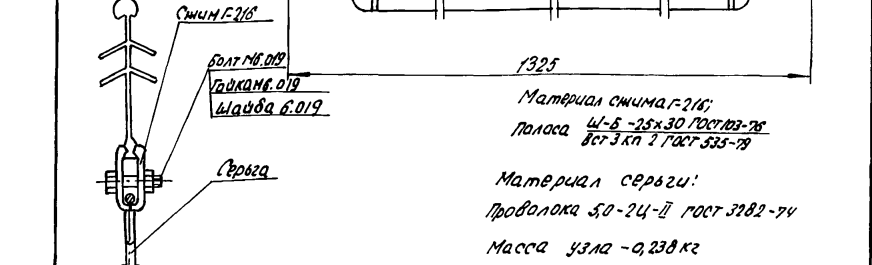 Сжим Г-216
Болт М6.019
Гайка М6.019
Шайба 6.019
Серьга
1325
Материал сжима Г-216;
Полоса Ш-Б -25х30 ГОСТ 103-76
Вст 3 кп 2 ГОСТ 535-79
Материал серьги:
Проволока 5,0-2Ц-II ГОСТ 3282-74
Масса узла -0,238 кг